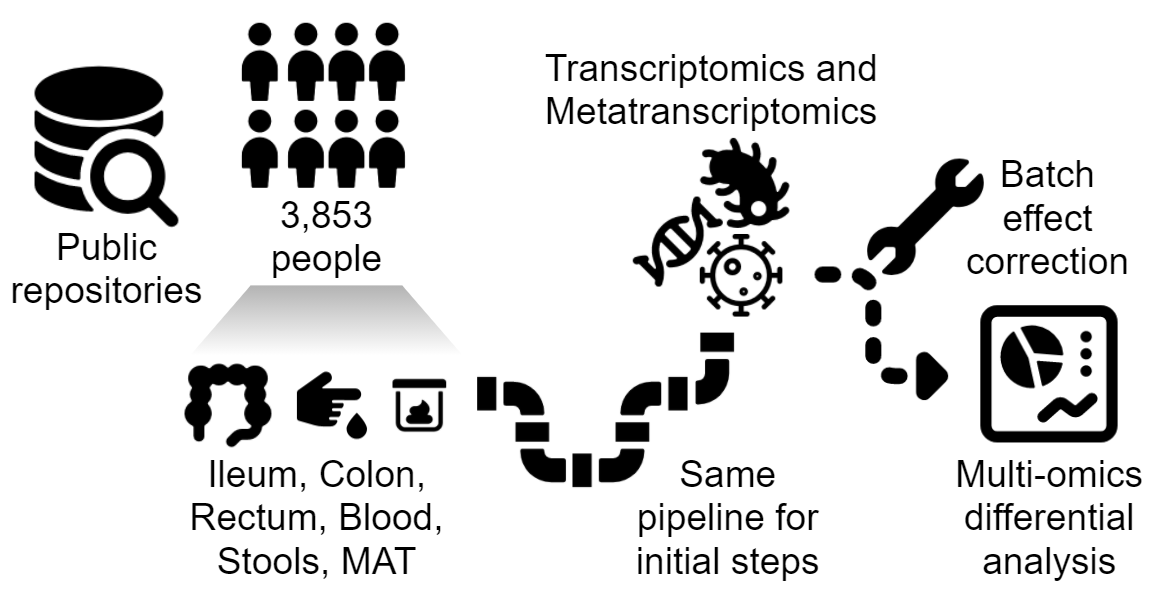 Public
repositories
3,853
people
Ileum, Colon,
Rectum, Blood,
Stools, MAT
Transcriptomics and
Metatranscriptomics
Same
pipeline for
initial steps
Batch
effect
correction
Multi-omics
differential
analysis